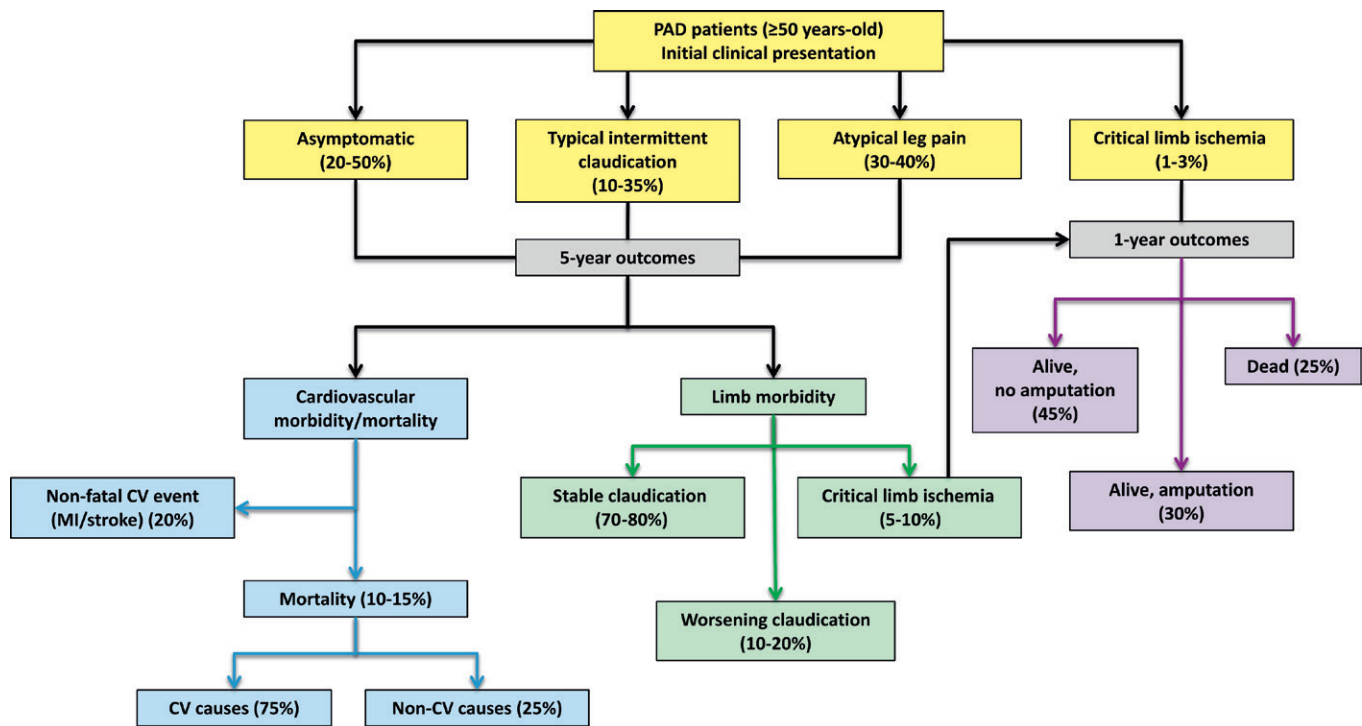 PAD patients (≥50 years-old)
Initial clinical presentation
Asymptomatic
(20-50%)
Typical intermittent
claudication
(10-35%)
Atypical leg pain
(30-40%)
Critical limb ischemia
(1-3%)
5-year outcomes
1-year outcomes
Cardiovascular
morbidity/mortality
Limb morbidity
Alive,
no amputation
(45%)
Dead (25%)
Non-fatal CV event
(MI/stroke) (20%)
Stable claudication
(70-80%)
Critical limb ischemia
(5-10%)
Alive, amputation
(30%)
Mortality (10-15%)
Worsening claudication
(10-20%)
CV causes (75%)
Non-CV causes (25%)